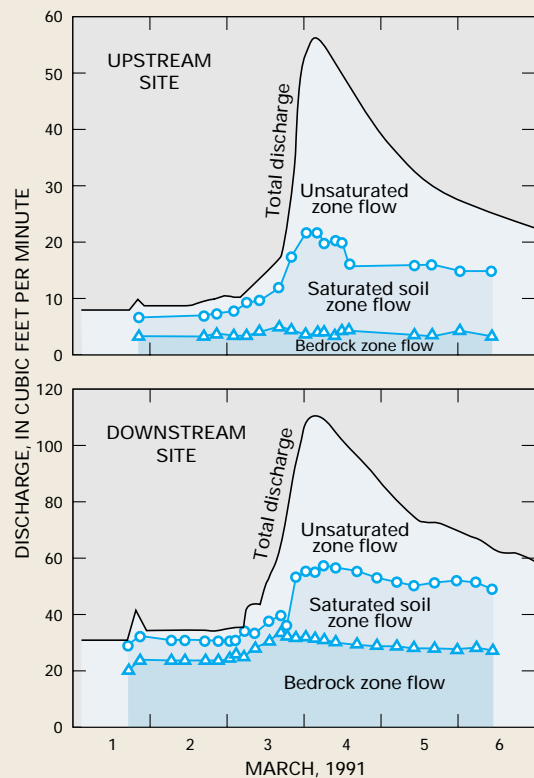 DISCHARGE, IN CUBIC FEET PER MINUTE
60
50
40
30
20
10
0
UPSTREAM
SITE
Total discharge
Unsaturated
zone flow
Saturated soil
zone flow
Bedrock zone flow
120
100
80
60
40
20
0
DOWNSTREAM
SITE
Total discharge
Unsaturated
zone flow
Saturated soil
zone flow
Bedrock zone flow
1 2 3 4 5 6
MARCH, 1991